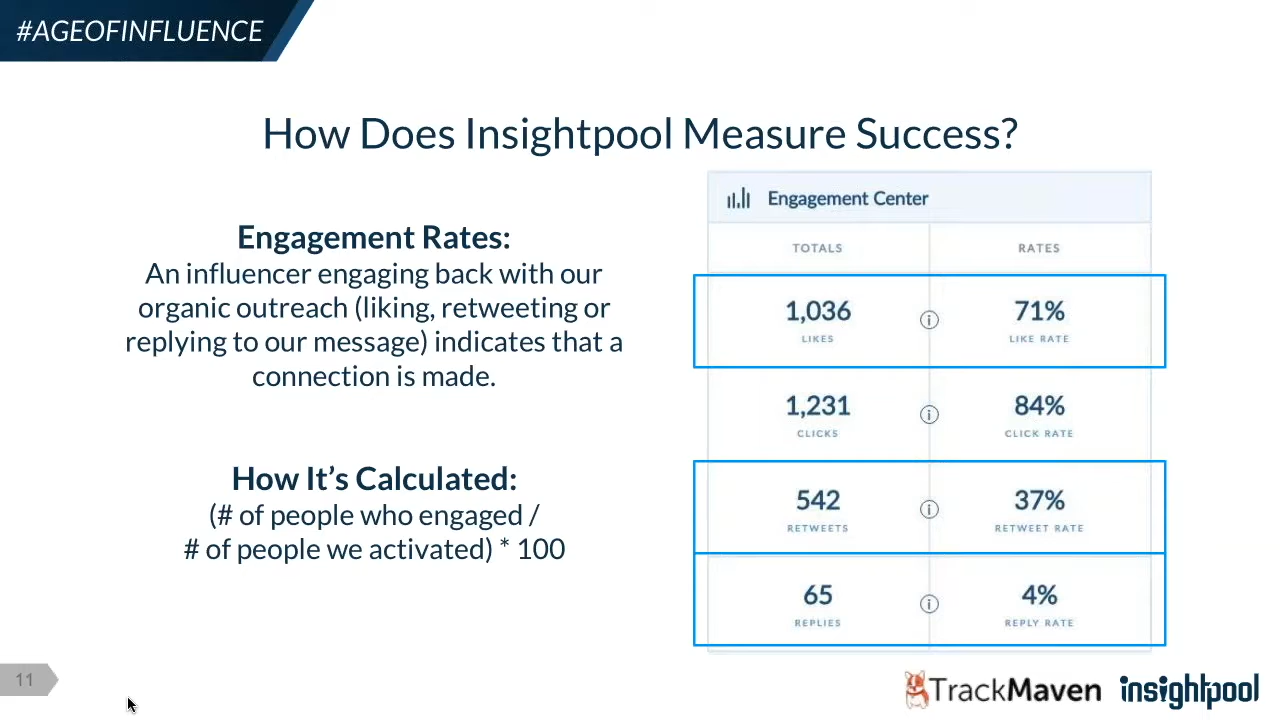 #AGEOFINFLUENCE
How Does Insightpool Measure Success?
Engagement Rates:
An influencer engaging back with our
organic outreach (liking, retweeting or
replying to our message) indicates that a
connection is made.
How It’s Calculated:
(# of people who engaged /
# of people we activated) * 100
Engagement Center
TOTALS RATES
1,036 71%
LIKES LIKE RATE
1,231 84%
CLICKS CLICK RATE
542 37%
RETWEETS RETWEET RATE
65 4%
REPLIES REPLY RATE
11
TrackMaven insightpool